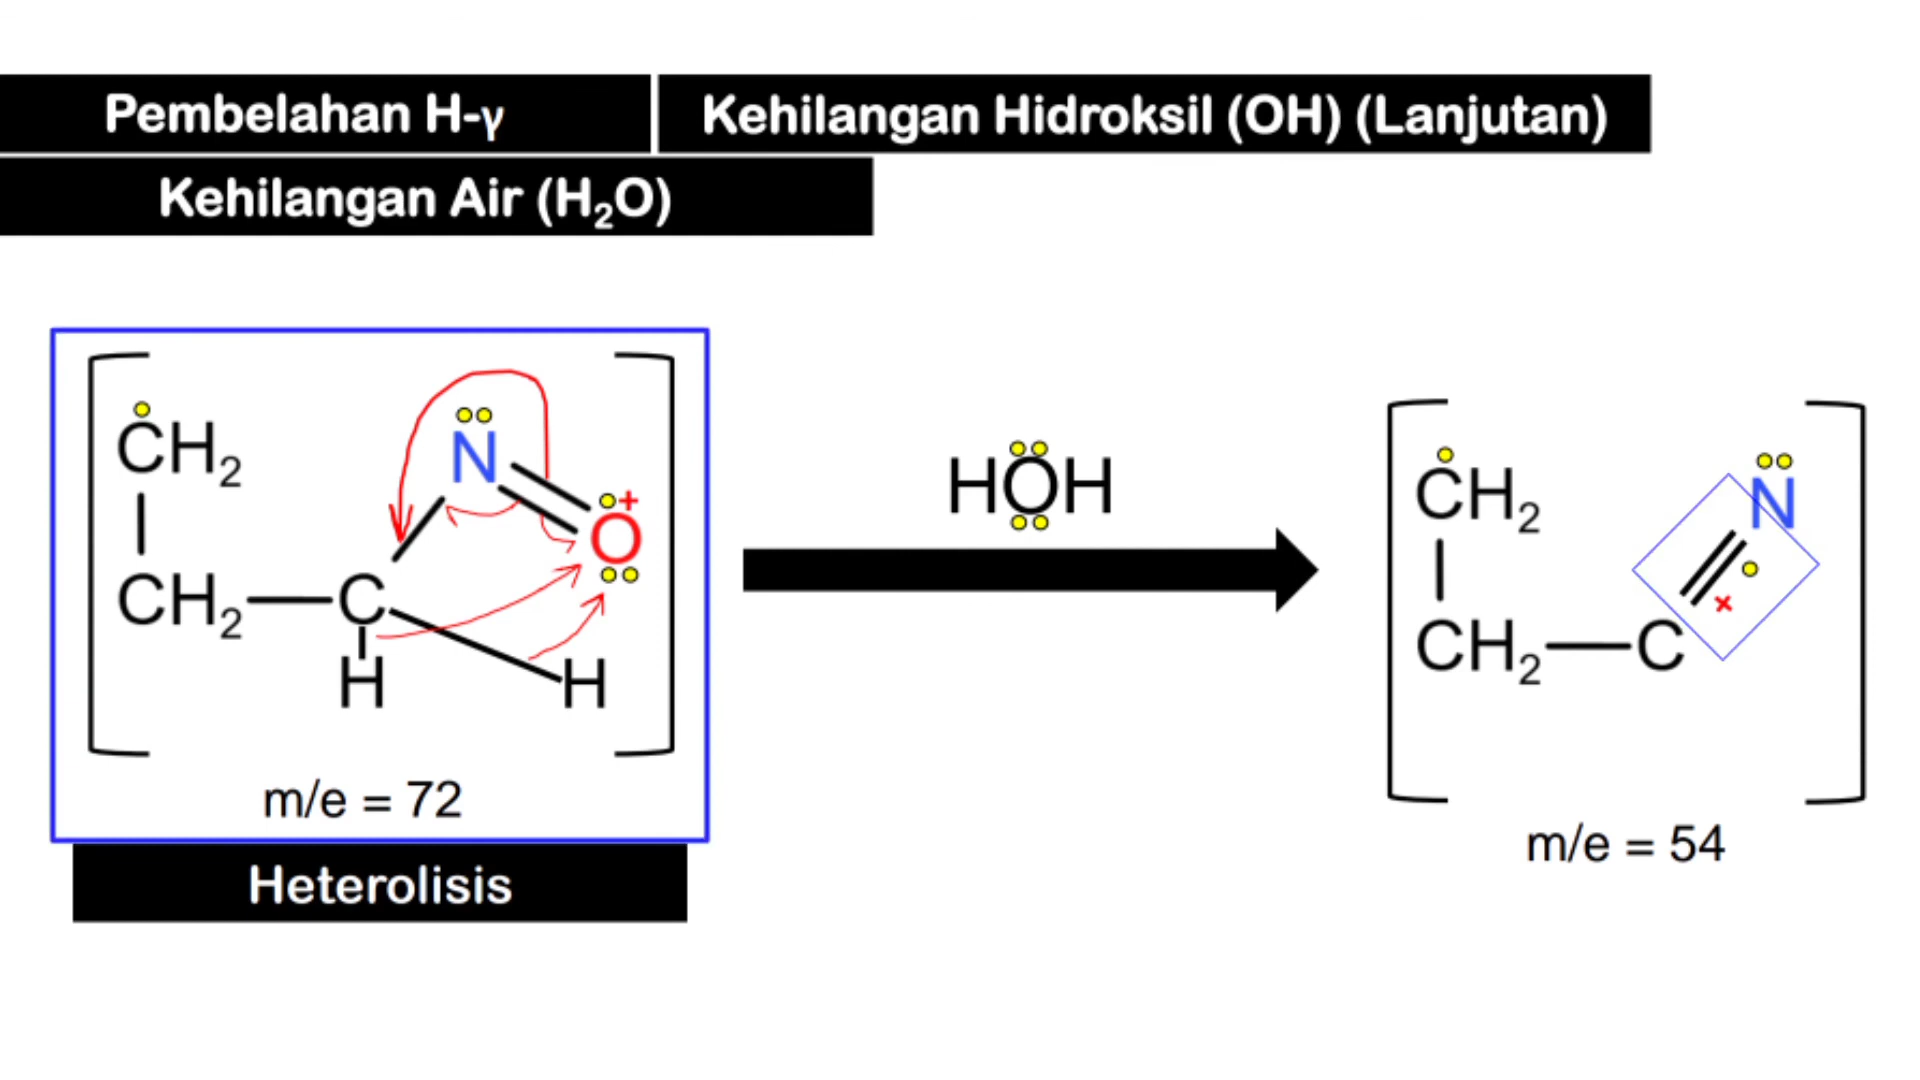 Pembelahan H-γ
Kehilangan Hidroksil (OH) (Lanjutan)
Kehilangan Air (H₂O)
CH₂
N
O
+
CH₂
C
H
H
m/e = 72
Heterolisis
HOH
CH₂
N
+
CH₂
C
m/e = 54